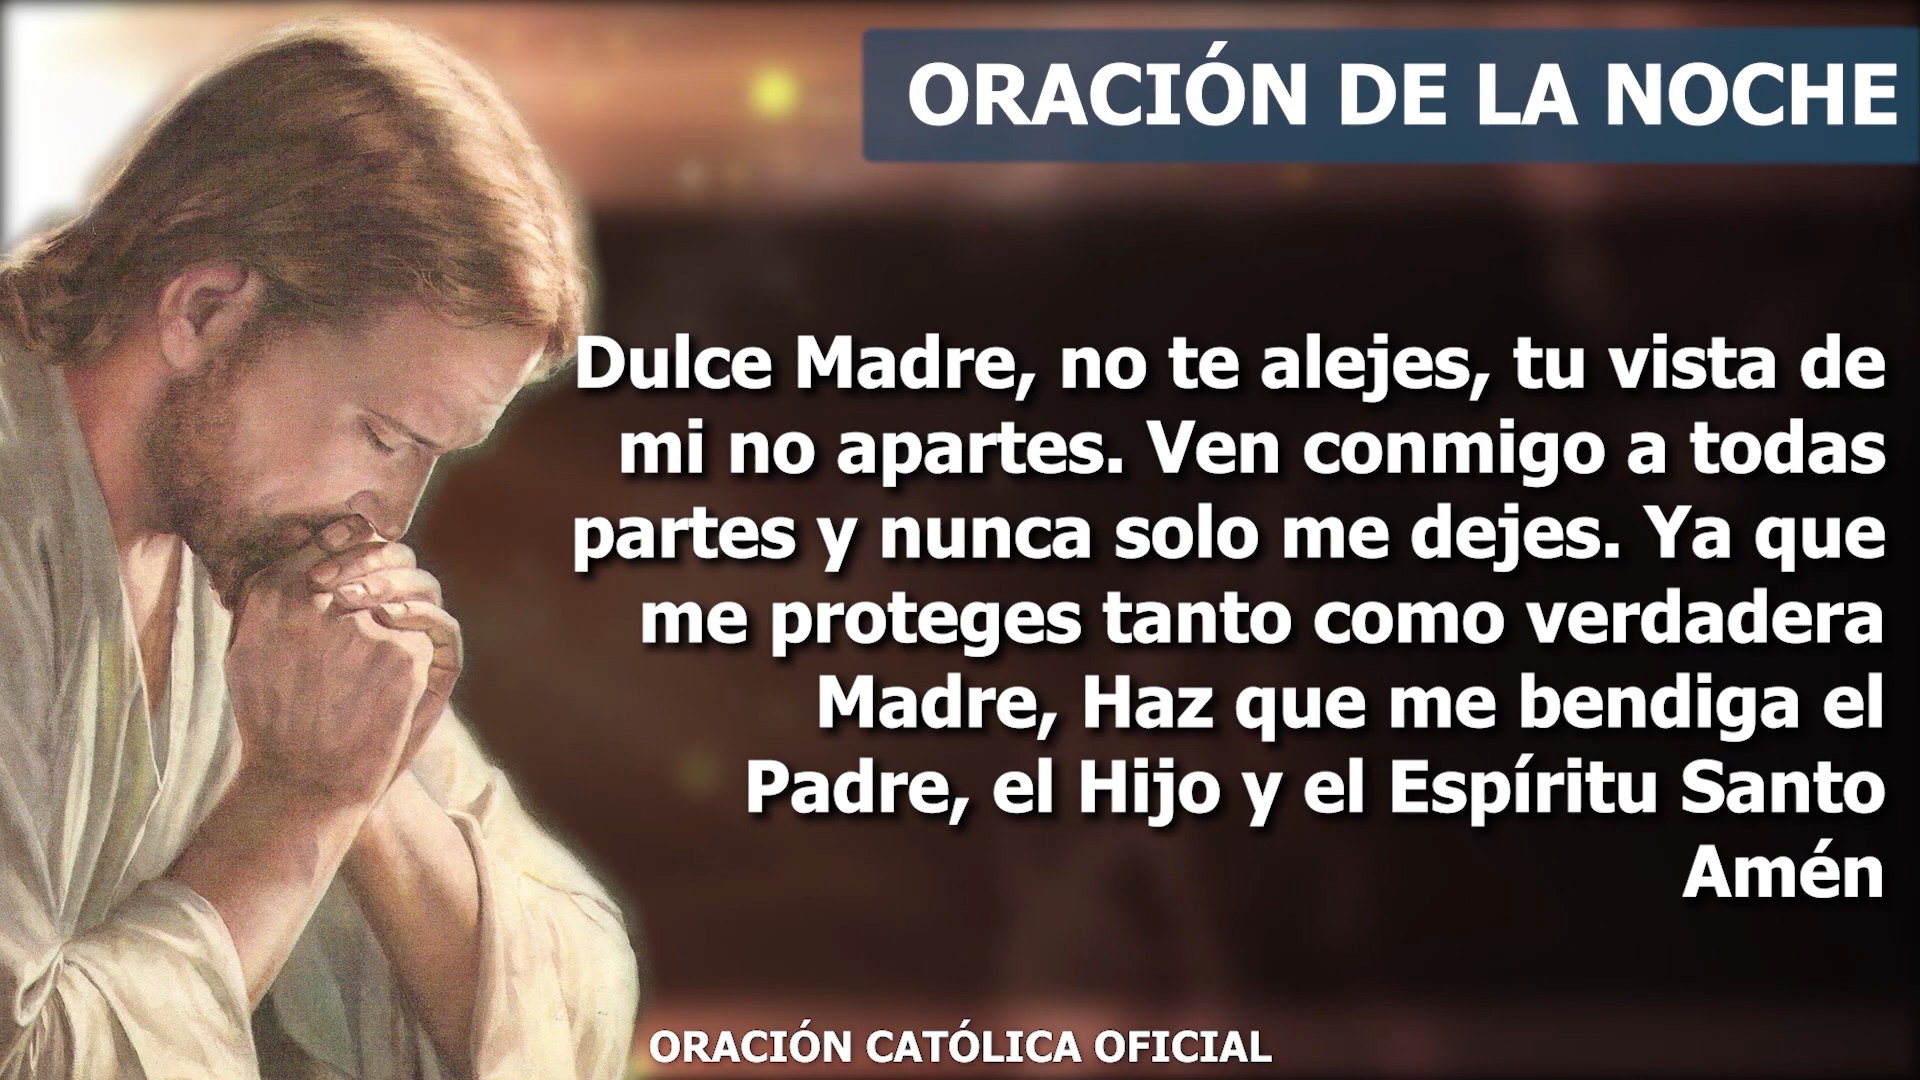 ORACIÓN DE LA NOCHE
Dulce Madre, no te alejes, tu vista de
mi no apartes. Ven conmigo a todas
partes y nunca solo me dejes. Ya que
me proteges tanto como verdadera
Madre, Haz que me bendiga el
Padre, el Hijo y el Espíritu Santo
Amén
ORACIÓN CATÓLICA OFICIAL